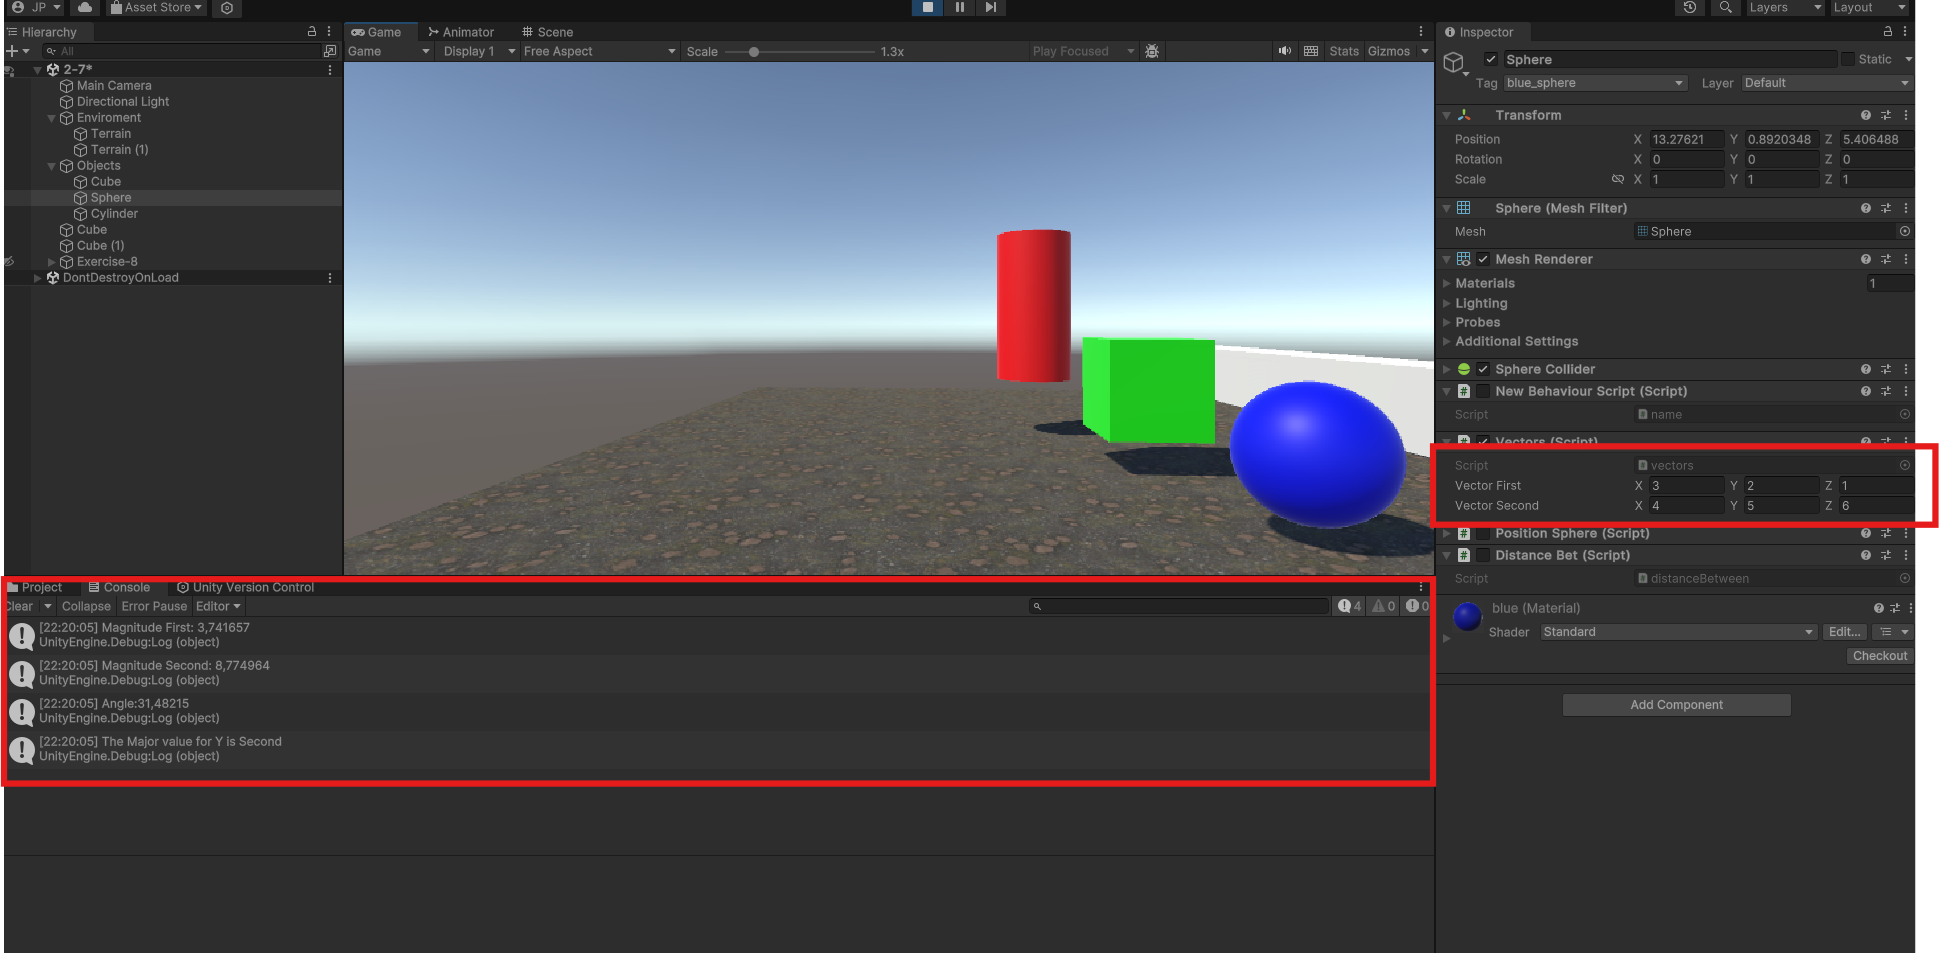 JP Asset Store Layers Layout
Hierarchy
All
2-7*
Main Camera
Directional Light
Enviroment
Terrain
Terrain (1)
Objects
Cube
Sphere
Cylinder
Cube
Cube (1)
Exercise-8
DontDestroyOnLoad
Game Animator Scene
Game Display 1 Free Aspect Scale 1.3x Play Focused Stats Gizmos
Inspector
Sphere Static
Tag blue_sphere Layer Default
Transform
Position X 13.27621 Y 0.8920348 Z 5.406488
Rotation X 0 Y 0 Z 0
Scale X 1 Y 1 Z 1
Sphere (Mesh Filter)
Mesh Sphere
Mesh Renderer
Materials 1
Lighting
Probes
Additional Settings
Sphere Collider
# New Behaviour Script (Script)
Script name
# Vectors (Script)
Script vectors
Vector First X 3 Y 2 Z 1
Vector Second X 4 Y 5 Z 6
# Position Sphere (Script)
# Distance Bet (Script)
Script distanceBetween
blue (Material)
Shader Standard Edit...
Checkout
Add Component
Project Console Unity Version Control
Clear Collapse Error Pause Editor 4 0 0
[22:20:05] Magnitude First: 3,741657
UnityEngine.Debug:Log (object)
[22:20:05] Magnitude Second: 8,774964
UnityEngine.Debug:Log (object)
[22:20:05] Angle:31,48215
UnityEngine.Debug:Log (object)
[22:20:05] The Major value for Y is Second
UnityEngine.Debug:Log (object)